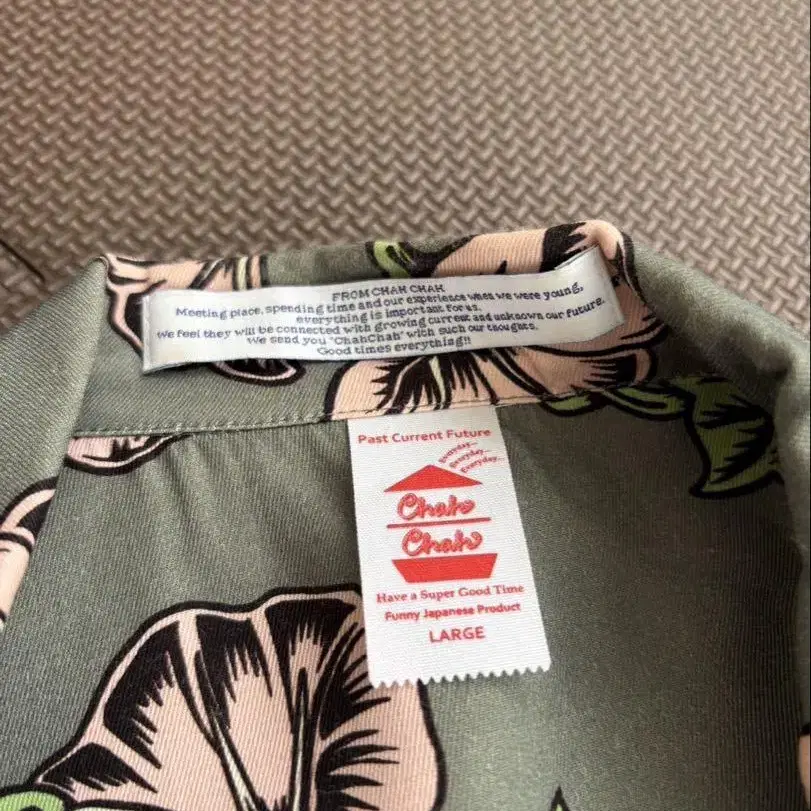 FROM CHAH CHAH.
Meeting place, spending time and our experience when we were young,
everything is important for us.
We feel they will be connected with growing current and unknown our future.
We send you "ChahChah" with such our thoughts.
Good times everything!!
Past Current Future
Everyday...
Everyday...
Everyday...
Chah
Chah
Have a Super Good Time
Funny Japanese Product
LARGE